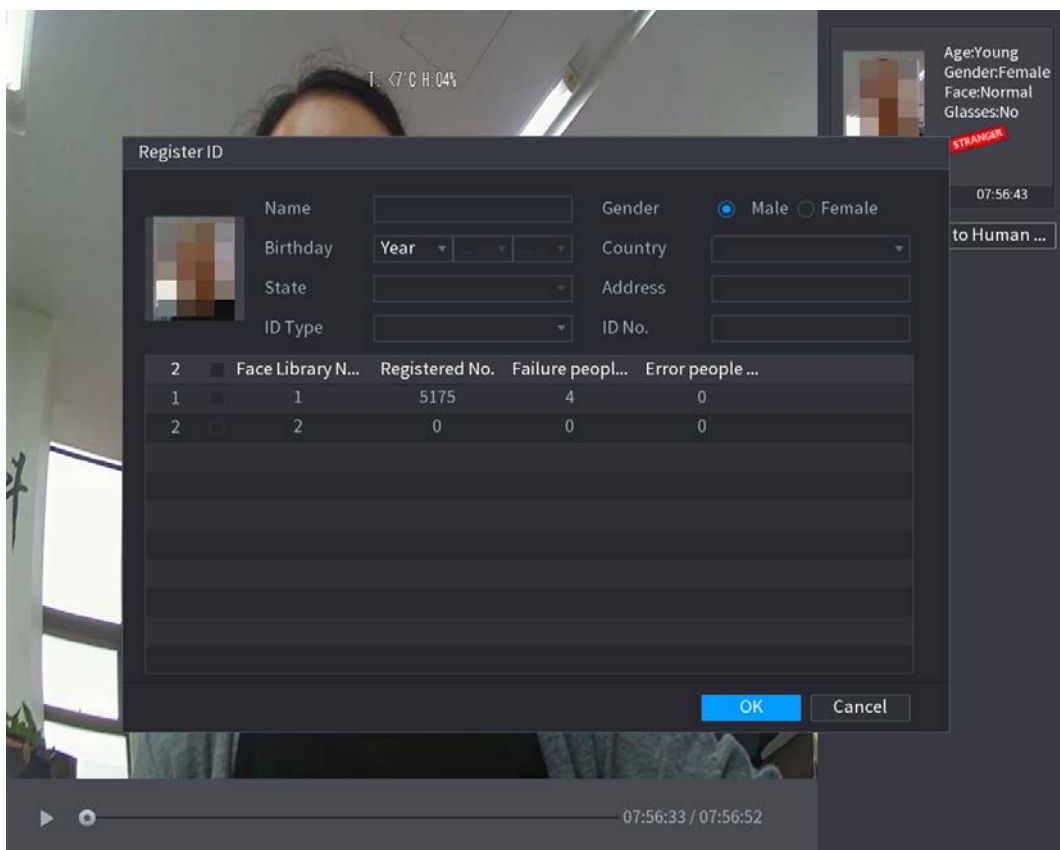 T: <7°C H:04%
Age:Young
Gender:Female
Face:Normal
Glasses:No
STRANGER
07:56:43
to Human ...
Register ID
Name
Gender
Male
Female
Birthday
Year
Country
State
Address
ID Type
ID No.
2 Face Library N... Registered No. Failure peopl... Error people ...
1 1 5175 4 0
2 2 0 0 0
OK
Cancel
07:56:33 / 07:56:52